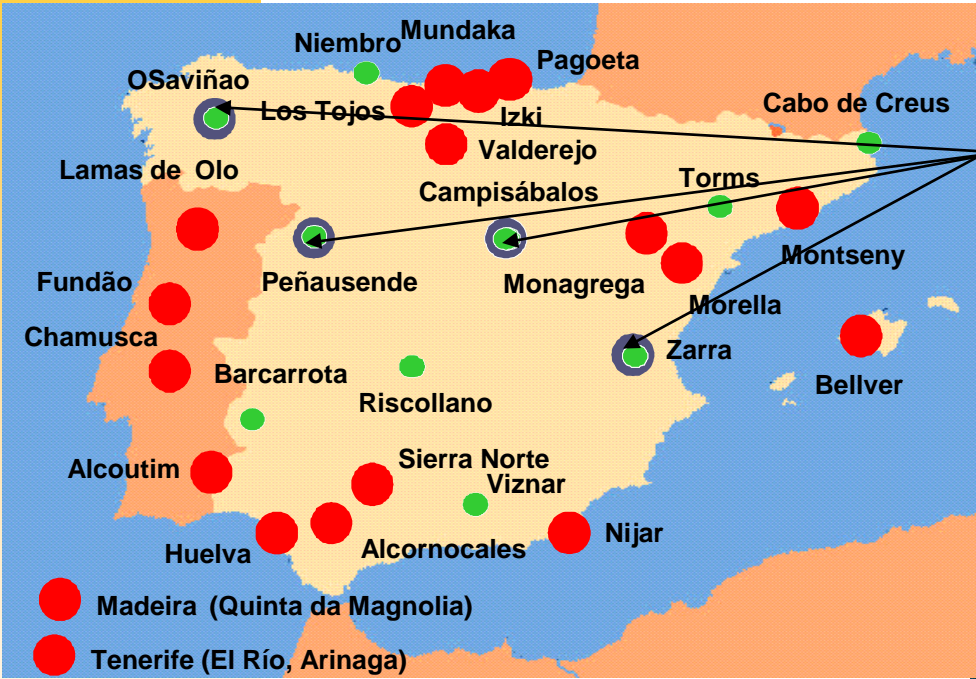 Niembro
Mundaka
Pagoeta
OSaviñao
Los Tojos
Izki
Cabo de Creus
Valderejo
Lamas de Olo
Campisábalos
Torms
Fundão
Peñausende
Monagrega
Montseny
Morella
Chamusca
Zarra
Barcarrota
Bellver
Riscollano
Alcoutim
Sierra Norte
Viznar
Huelva
Alcornocales
Nijar
Madeira (Quinta da Magnolia)
Tenerife (El Río, Arinaga)